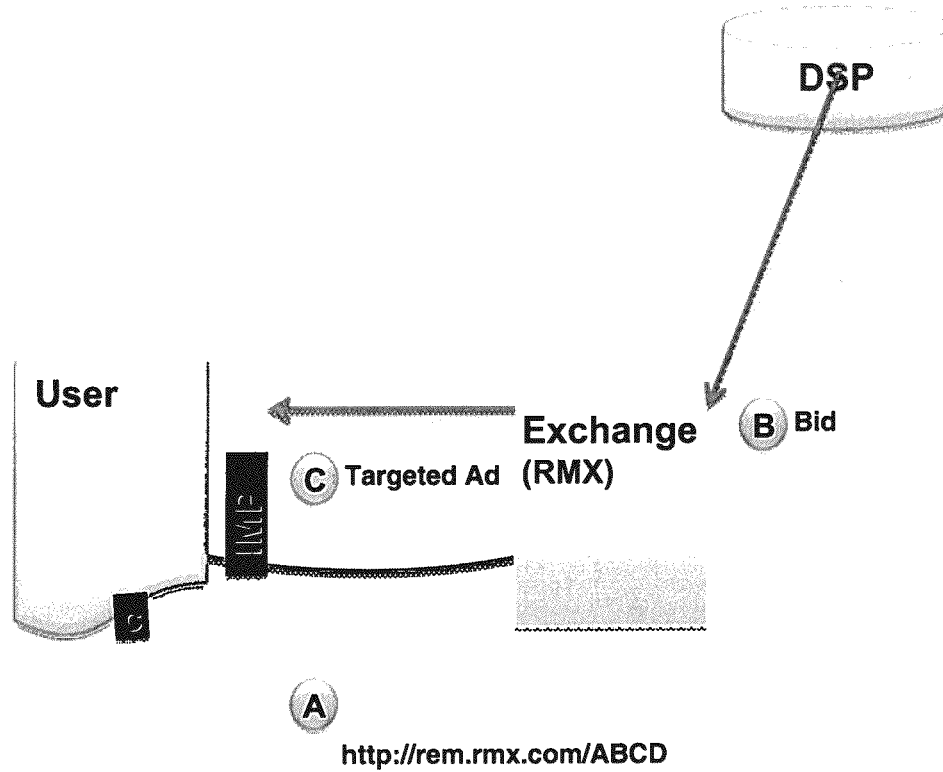 DSP
User
Exchange
(RMX)
B Bid
C Targeted Ad
IMP
C
A
http://rem.rmx.com/ABCD